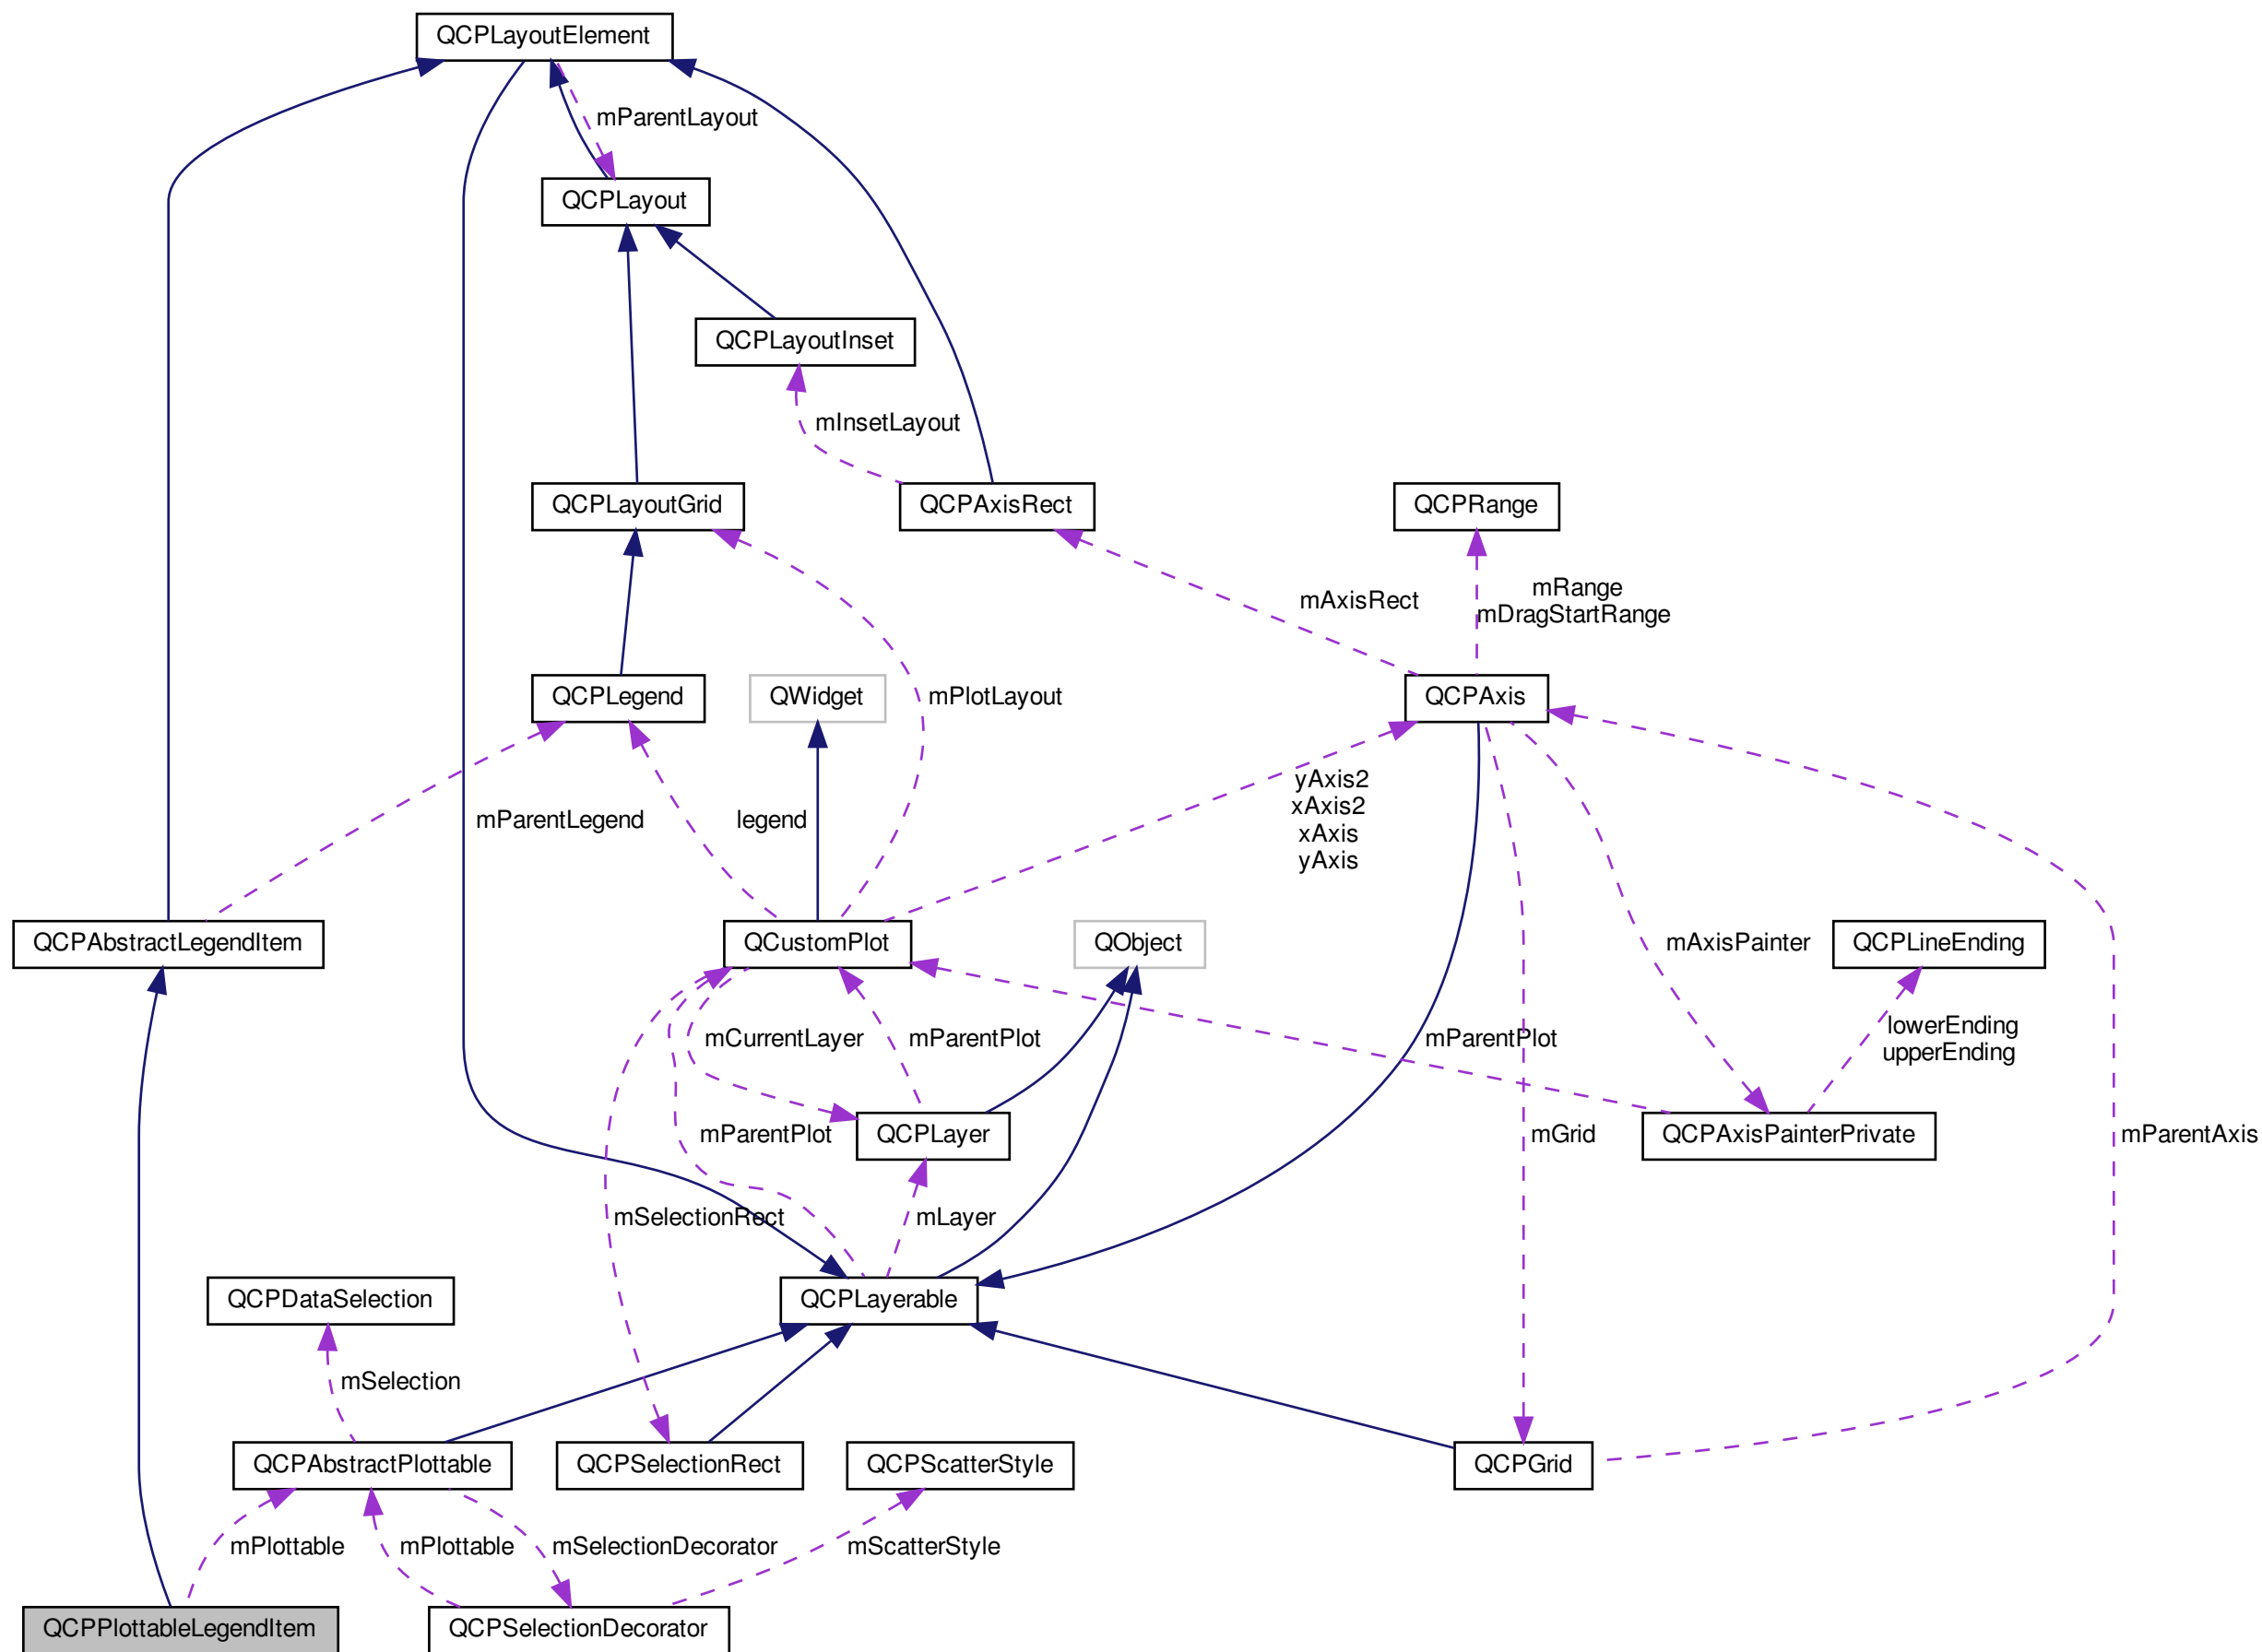 QCPLayoutElement
mParentLayout
QCPLayout
QCPLayoutInset
mInsetLayout
QCPLayoutGrid
QCPAxisRect
QCPRange
mAxisRect
mRange
mDragStartRange
QCPLegend
QWidget
mPlotLayout
QCPAxis
mParentLegend
legend
yAxis2
xAxis2
xAxis
yAxis
QCPAbstractLegendItem
QCustomPlot
QObject
mAxisPainter
QCPLineEnding
mCurrentLayer
mParentPlot
mParentPlot
lowerEnding
upperEnding
mParentPlot
QCPLayer
mGrid
QCPAxisPainterPrivate
mParentAxis
mSelectionRect
mLayer
QCPDataSelection
QCPLayerable
mSelection
QCPAbstractPlottable
QCPSelectionRect
QCPScatterStyle
QCPGrid
mPlottable
mPlottable
mSelectionDecorator
mScatterStyle
QCPPlottableLegendItem
QCPSelectionDecorator